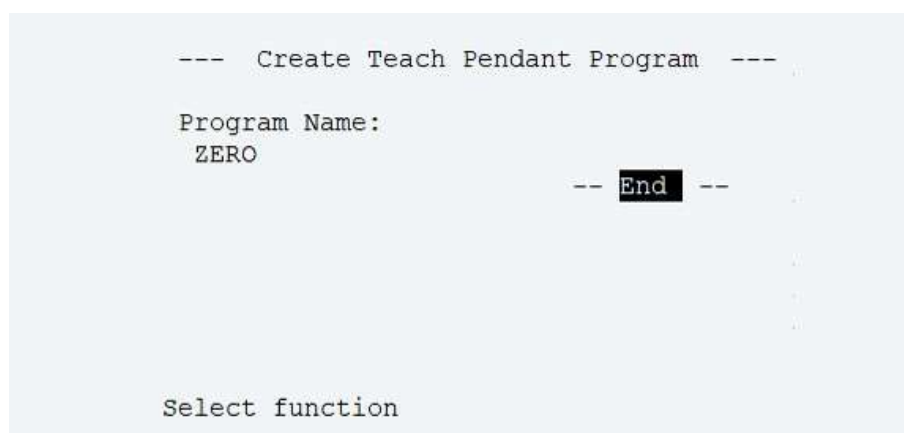 --- Create Teach Pendant Program ---
Program Name:
ZERO
-- End --
Select function